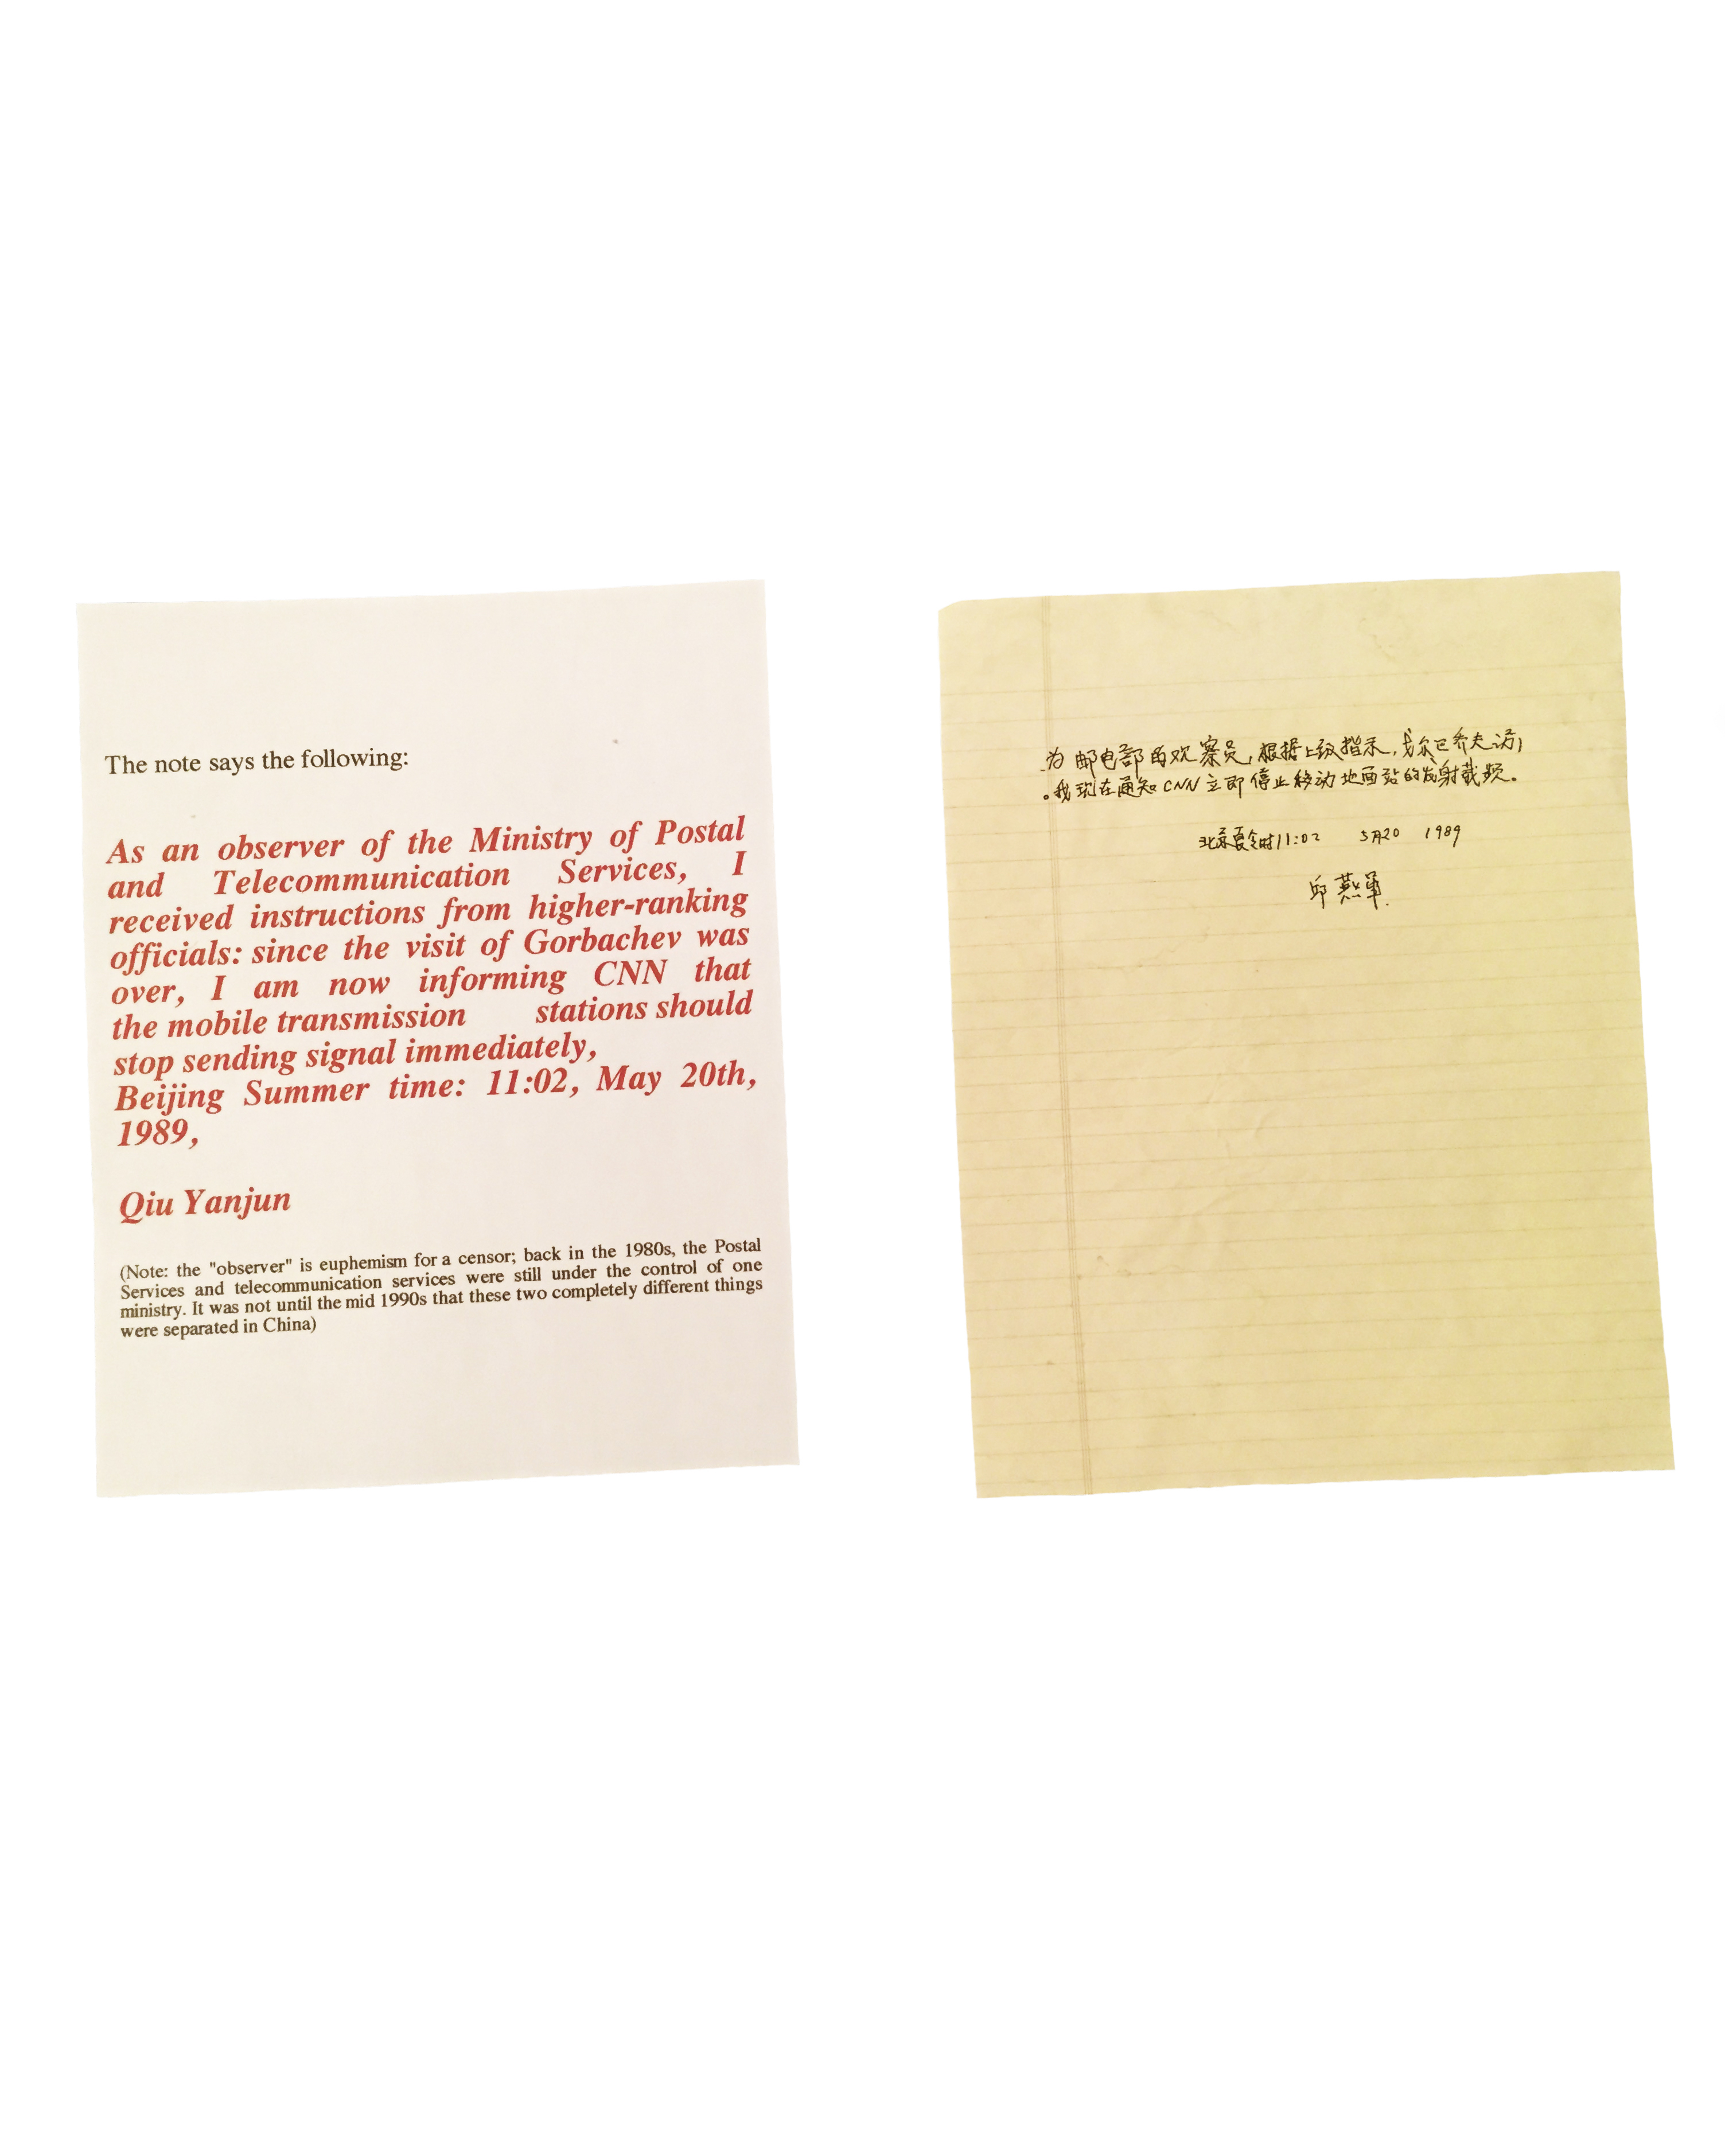 The note says the following:
As an observer of the Ministry of Postal
and Telecommunication Services, I
received instructions from higher-ranking
officials: since the visit of Gorbachev was
over, I am now informing CNN that
the mobile transmission stations should
stop sending signal immediately,
Beijing Summer time: 11:02, May 20th,
1989,
Qiu Yanjun
(Note: the "observer" is euphemism for a censor; back in the 1980s, the Postal
Services and telecommunication services were still under the control of one
ministry. It was not until the mid 1990s that these two completely different things
were separated in China)
为邮电部的观察员,根据上级指示,戈尔巴乔夫访
。我现在通知CNN立即停止移动地面站的发射载频。
北京夏令时11:02 5月20 1989
邱燕军